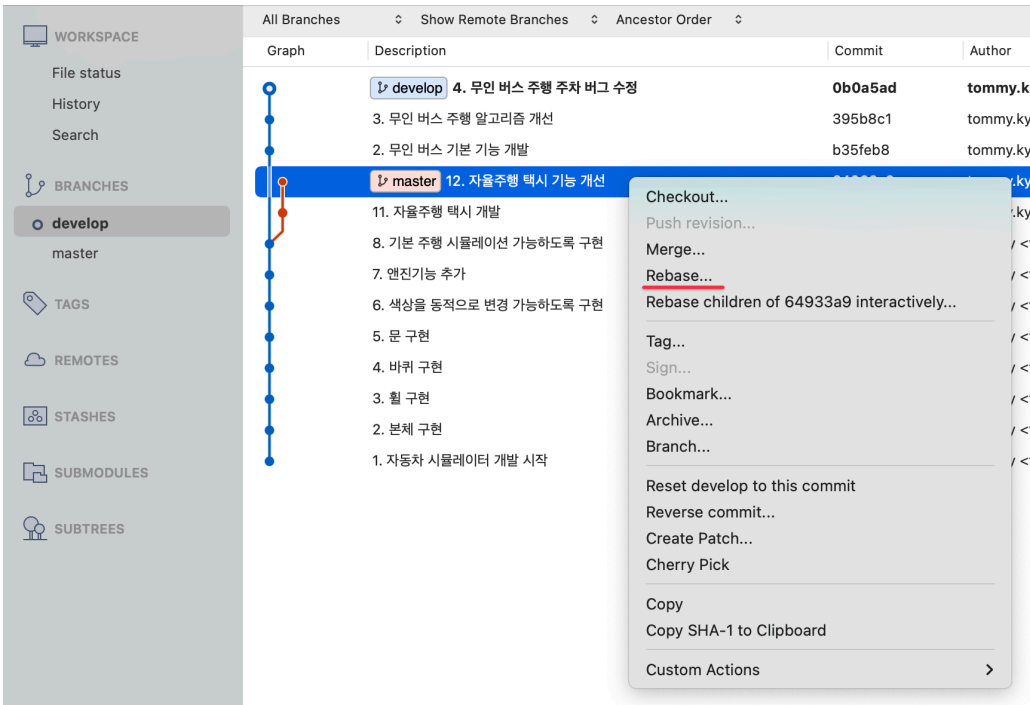 All Branches Show Remote Branches Ancestor Order
Graph Description Commit Author
WORKSPACE
File status
History
Search
BRANCHES
develop
master
TAGS
REMOTES
STASHES
SUBMODULES
SUBTREES
develop 4. 무인 버스 주행 주차 버그 수정 0b0a5ad tommy.k
3. 무인 버스 주행 알고리즘 개선 395b8c1 tommy.ky
2. 무인 버스 기본 기능 개발 b35feb8 tommy.ky
master 12. 자율주행 택시 기능 개선
11. 자율주행 택시 개발
8. 기본 주행 시뮬레이션 가능하도록 구현
7. 앤진기능 추가
6. 색상을 동적으로 변경 가능하도록 구현
5. 문 구현
4. 바퀴 구현
3. 휠 구현
2. 본체 구현
1. 자동차 시뮬레이터 개발 시작
Checkout...
Push revision...
Merge...
Rebase...
Rebase children of 64933a9 interactively...
Tag...
Sign...
Bookmark...
Archive...
Branch...
Reset develop to this commit
Reverse commit...
Create Patch...
Cherry Pick
Copy
Copy SHA-1 to Clipboard
Custom Actions